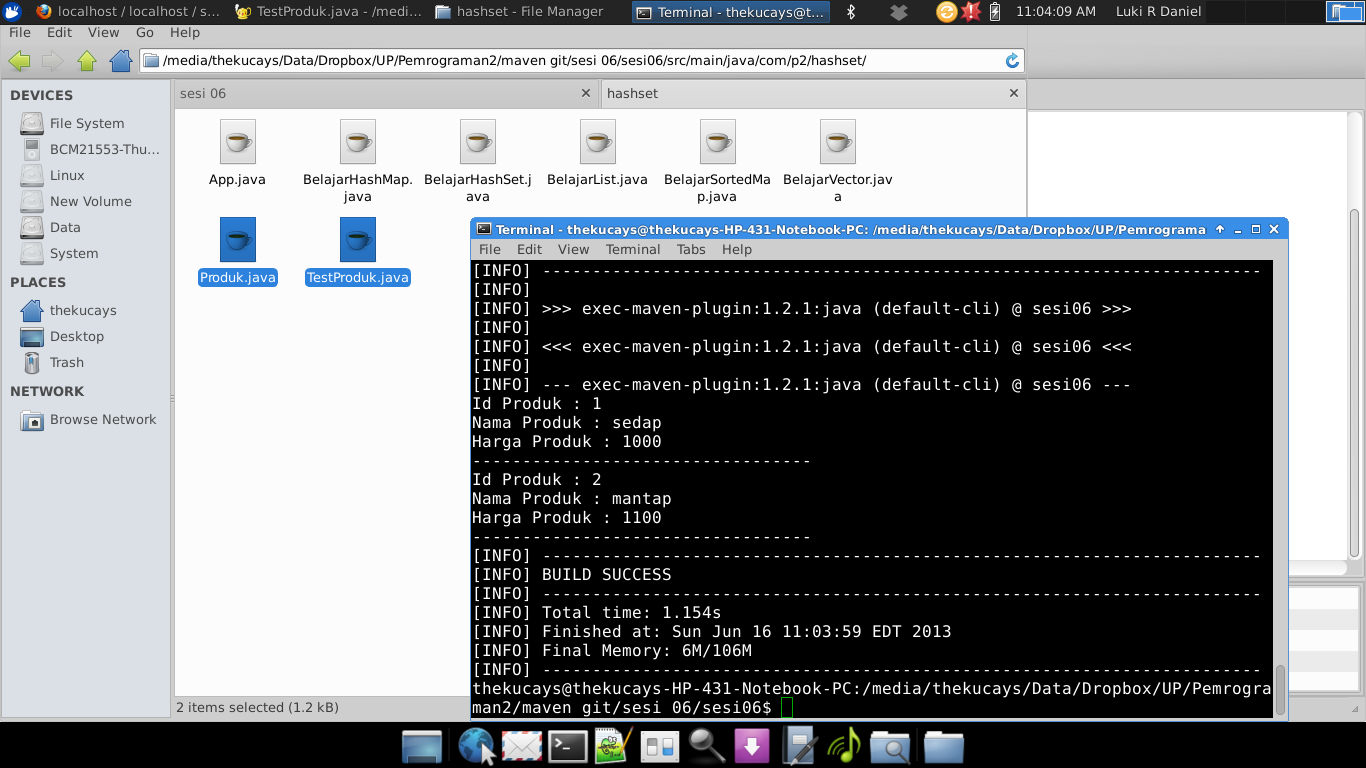 localhost / localhost / s...
TestProduk.java - /medi...
hashset - File Manager
Terminal - thekucays@t...
11:04:09 AM
Luki R Daniel
File Edit View Go Help
/media/thekucays/Data/Dropbox/UP/Pemrograman2/maven git/sesi 06/sesi06/src/main/java/com/p2/hashset/
DEVICES
File System
BCM21553-Thu...
Linux
New Volume
Data
System
PLACES
thekucays
Desktop
Trash
NETWORK
Browse Network
sesi 06
hashset
App.java
BelajarHashMap.
java
BelajarHashSet.j
ava
BelajarList.java
BelajarSortedMa
p.java
BelajarVector.jav
a
Produk.java
TestProduk.java
2 items selected (1.2 kB)
Terminal - thekucays@thekucays-HP-431-Notebook-PC: /media/thekucays/Data/Dropbox/UP/Pemrograma
File Edit View Terminal Tabs Help
[INFO] ------------------------------------------------------------------------
[INFO]
[INFO] >>> exec-maven-plugin:1.2.1:java (default-cli) @ sesi06 >>>
[INFO]
[INFO] <<< exec-maven-plugin:1.2.1:java (default-cli) @ sesi06 <<<
[INFO]
[INFO] --- exec-maven-plugin:1.2.1:java (default-cli) @ sesi06 ---
Id Produk : 1
Nama Produk : sedap
Harga Produk : 1000
----------------------------------
Id Produk : 2
Nama Produk : mantap
Harga Produk : 1100
----------------------------------
[INFO] ------------------------------------------------------------------------
[INFO] BUILD SUCCESS
[INFO] ------------------------------------------------------------------------
[INFO] Total time: 1.154s
[INFO] Finished at: Sun Jun 16 11:03:59 EDT 2013
[INFO] Final Memory: 6M/106M
[INFO] ------------------------------------------------------------------------
thekucays@thekucays-HP-431-Notebook-PC:/media/thekucays/Data/Dropbox/UP/Pemrogra
man2/maven git/sesi 06/sesi06$